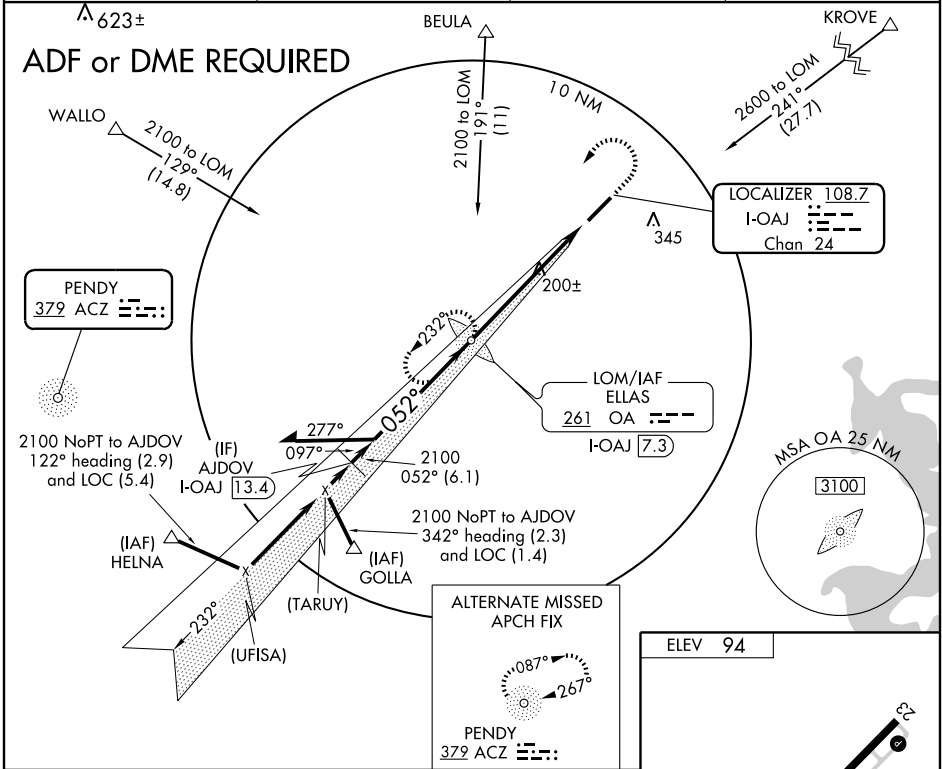 623±
BEULA
KROVE
ADF or DME REQUIRED
10 NM
2100 to LOM
191°
(11)
2600 to LOM
241°
(27.7)
WALLO
2100 to LOM
129°
(14.8)
LOCALIZER 108.7
I-OAJ
Chan 24
345
200±
PENDY
379 ACZ
232°
052°
LOM/IAF
ELLAS
261 OA
I-OAJ 7.3
277°
097°
2100 NoPT to AJDOV
122° heading (2.9)
and LOC (5.4)
(IF)
AJDOV
I-OAJ 13.4
2100
052° (6.1)
MSA OA 25 NM
3100
2100 NoPT to AJDOV
342° heading (2.3)
and LOC (1.4)
(IAF)
HELNA
(IAF)
GOLLA
(TARUY)
232°
(UFISA)
ALTERNATE MISSED
APCH FIX
087°
267°
PENDY
379 ACZ
ELEV 94
23
P